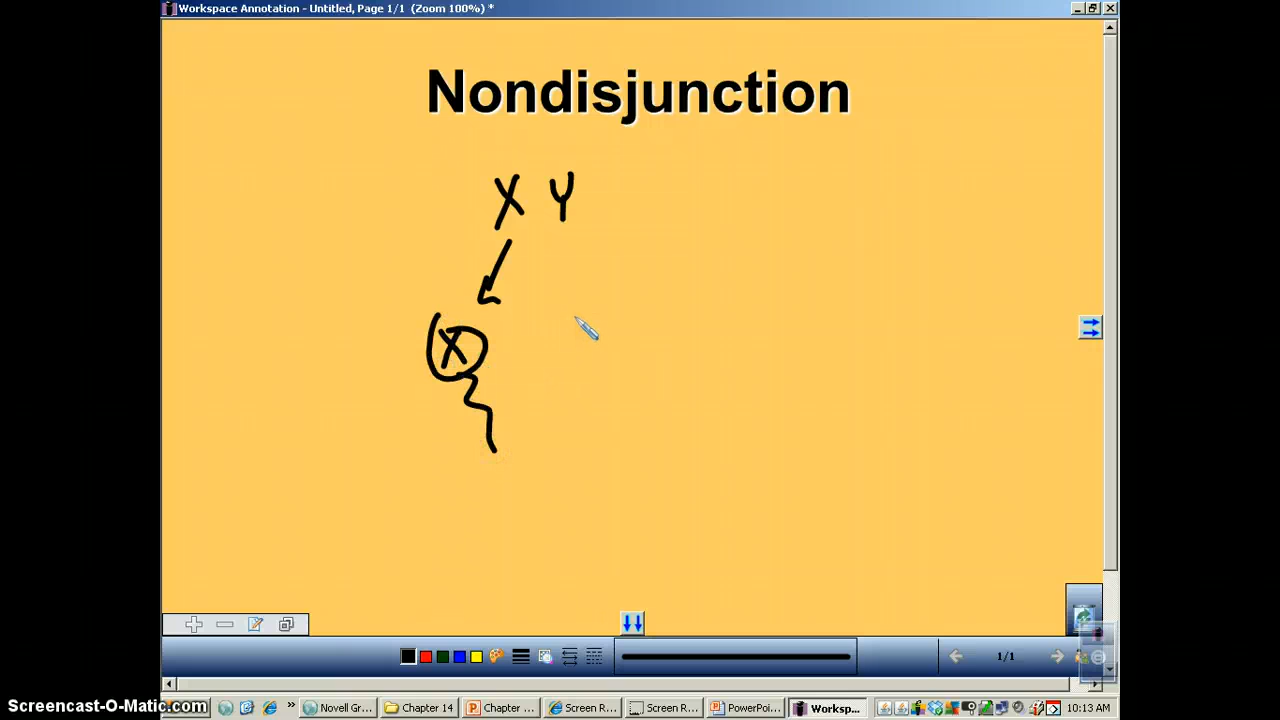 Workspace Annotation - Untitled, Page 1/1 (Zoom 100%) *
Nondisjunction
X Y
X
1/1
Screencast-O-Matic.com
»
Novell Gr...
Chapter 14
Chapter ...
Screen R...
Screen R...
PowerPoi...
Worksp...
10:13 AM